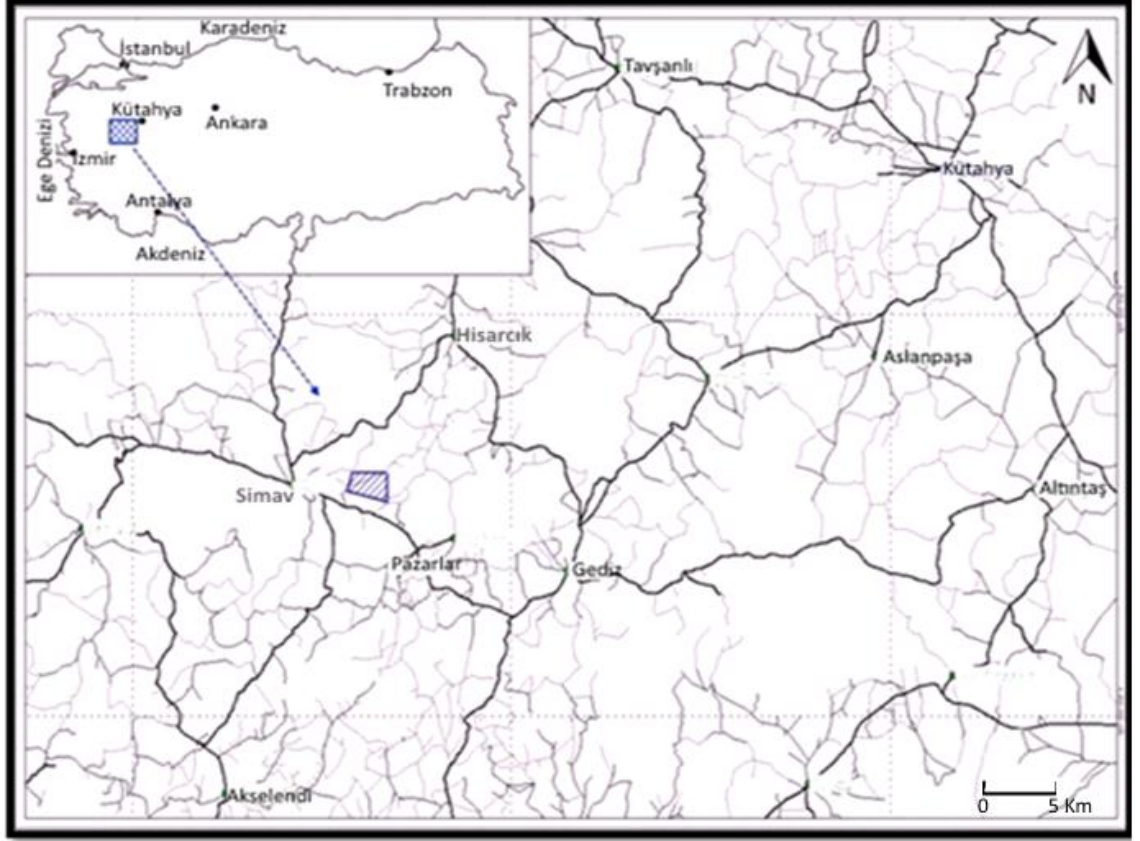 Karadeniz
İstanbul
Trabzon
Kütahya
Ankara
Ege Denizi
İzmir
Antalya
Akdeniz
Tavşanlı
N
Kütahya
Hisarcık
Aslanpaşa
Simav
Altıntaş
Pazarlar
Gediz
Akselendi
0 5 Km